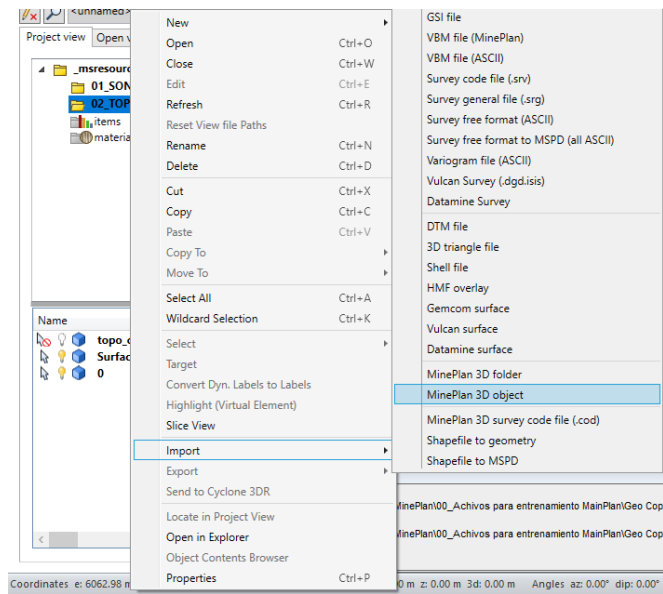 <unnamed>
Project view Open v
_msresourc
01_SON
02_TOP
items
materia
Name
topo_c
Surfac
0
New
Open Ctrl+O
Close Ctrl+W
Edit Ctrl+E
Refresh Ctrl+R
Reset View file Paths
Rename Ctrl+N
Delete Ctrl+D
Cut Ctrl+X
Copy Ctrl+C
Paste Ctrl+V
Copy To
Move To
Select All Ctrl+A
Wildcard Selection Ctrl+K
Select
Target
Convert Dyn. Labels to Labels
Highlight (Virtual Element)
Slice View
Import
Export
Send to Cyclone 3DR
Locate in Project View
Open in Explorer
Object Contents Browser
Properties Ctrl+P
GSI file
VBM file (MinePlan)
VBM file (ASCII)
Survey code file (.srv)
Survey general file (.srg)
Survey free format (ASCII)
Survey free format to MSPD (all ASCII)
Variogram file (ASCII)
Vulcan Survey (.dgd.isis)
Datamine Survey
DTM file
3D triangle file
Shell file
HMF overlay
Gemcom surface
Vulcan surface
Datamine surface
MinePlan 3D folder
MinePlan 3D object
MinePlan 3D survey code file (.cod)
Shapefile to geometry
Shapefile to MSPD
MinePlan\00_Achivos para entrenamiento MainPlan\Geo Cop
MinePlan\00_Achivos para entrenamiento MainPlan\Geo Cop
Coordinates e: 6062.98 m 0 m z: 0.00 m 3d: 0.00 m Angles az: 0.00° dip: 0.00°